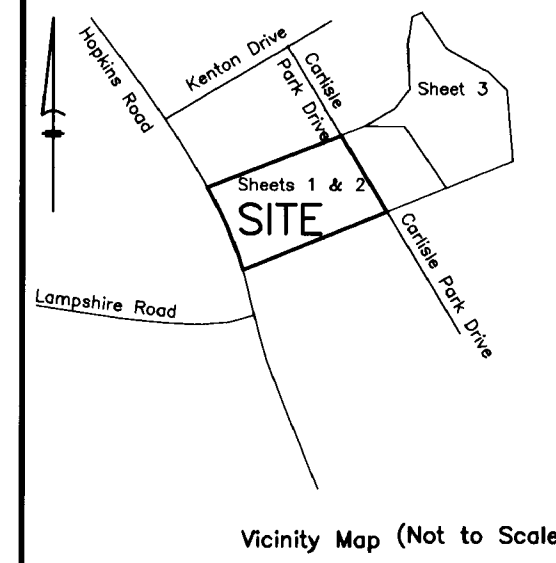 Hopkins Road
Kenton Drive
Carlisle
Park Drive
Sheet 3
Sheets 1 & 2
SITE
Carlisle Park Drive
Lampshire Road
Vicinity Map (Not to Scale